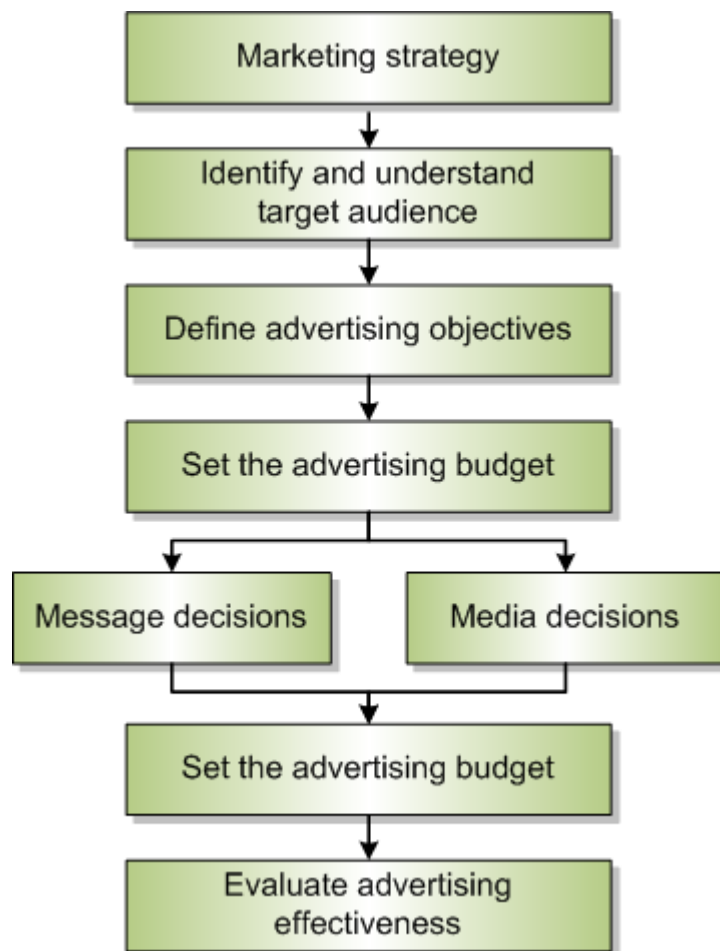 Marketing strategy
Identify and understand
target audience
Define advertising objectives
Set the advertising budget
Message decisions
Media decisions
Set the advertising budget
Evaluate advertising
effectiveness